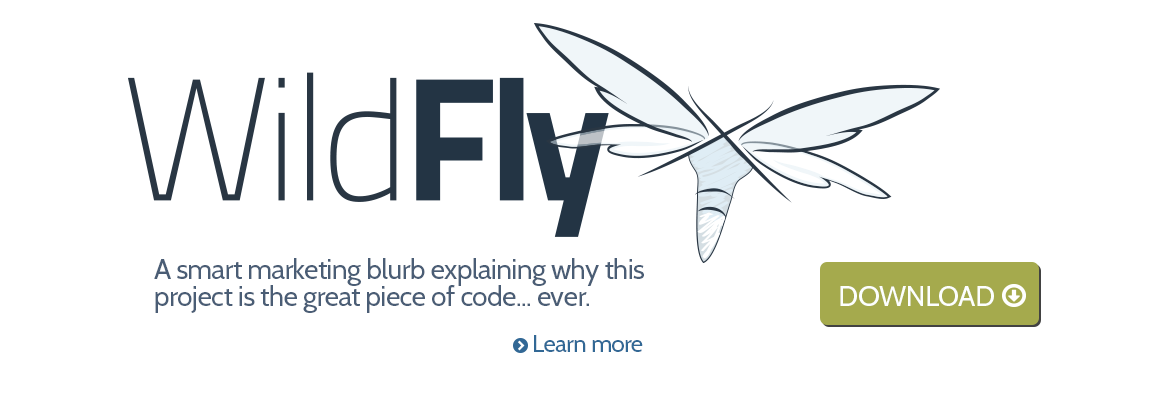 WildFly
A smart marketing blurb explaining why this
project is the great piece of code... ever.
Learn more
DOWNLOAD